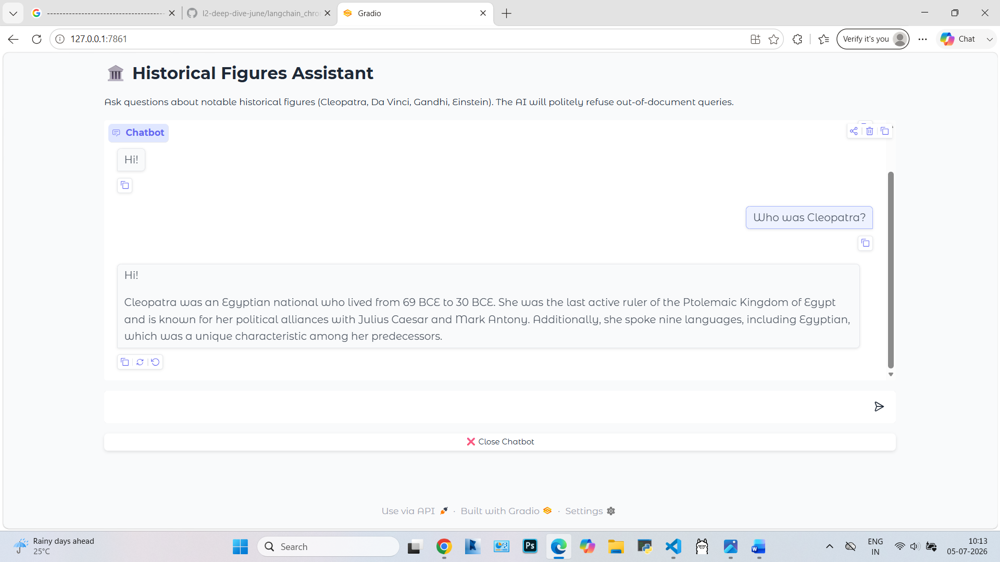 ----------------------------------------
l2-deep-dive-june/langchain_chro
Gradio
127.0.0.1:7861
Verify it's you
Chat
Historical Figures Assistant
Ask questions about notable historical figures (Cleopatra, Da Vinci, Gandhi, Einstein). The AI will politely refuse out-of-document queries.
Chatbot
Hi!
Who was Cleopatra?
Hi!
Cleopatra was an Egyptian national who lived from 69 BCE to 30 BCE. She was the last active ruler of the Ptolemaic Kingdom of Egypt
and is known for her political alliances with Julius Caesar and Mark Antony. Additionally, she spoke nine languages, including Egyptian,
which was a unique characteristic among her predecessors.
❌ Close Chatbot
Use via API 🚀 · Built with Gradio · Settings
Rainy days ahead
25°C
Search
Ps
W
ENG
IN
10:13
05-07-2026